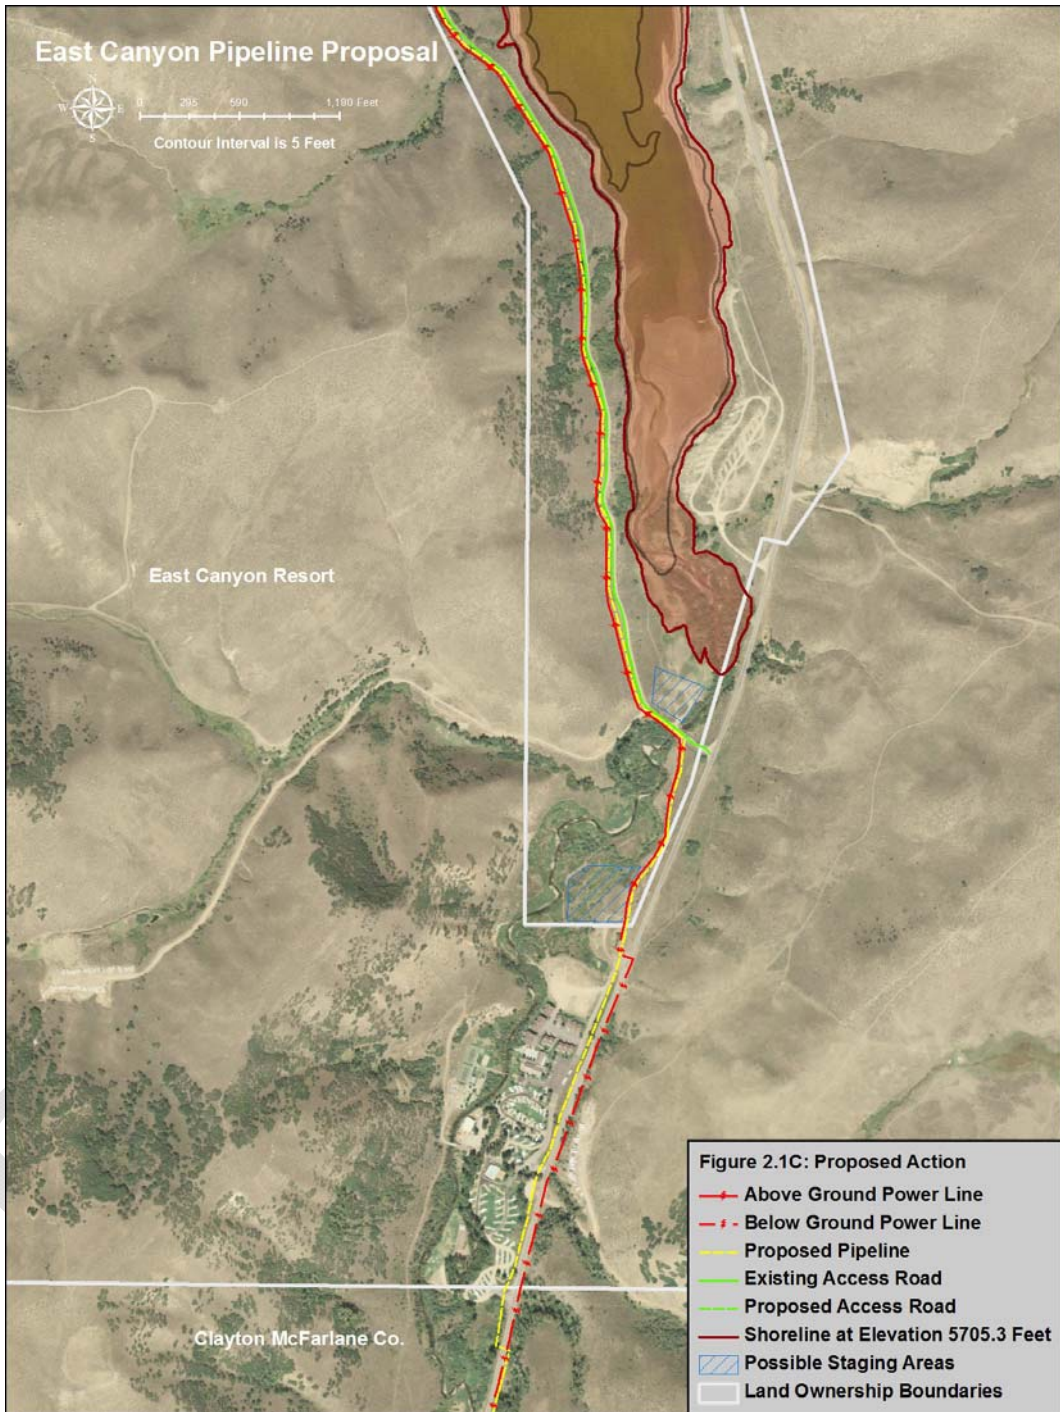 East Canyon Pipeline Proposal
N
W E
S
0 295 590 1,180 Feet
Contour Interval is 5 Feet
East Canyon Resort
Clayton McFarlane Co.
Figure 2.1C: Proposed Action
Above Ground Power Line
Below Ground Power Line
Proposed Pipeline
Existing Access Road
Proposed Access Road
Shoreline at Elevation 5705.3 Feet
Possible Staging Areas
Land Ownership Boundaries